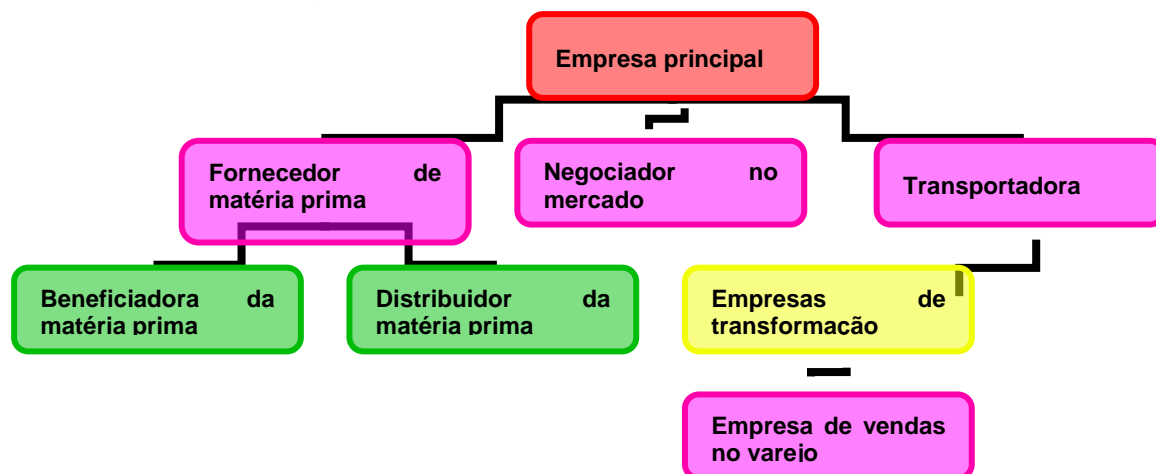 Empresa principal
Fornecedor de
matéria prima
Negociador no
mercado
Transportadora
Beneficiadora da
matéria prima
Distribuidor da
matéria prima
Empresas de
transformação
Empresa de vendas
no varejo